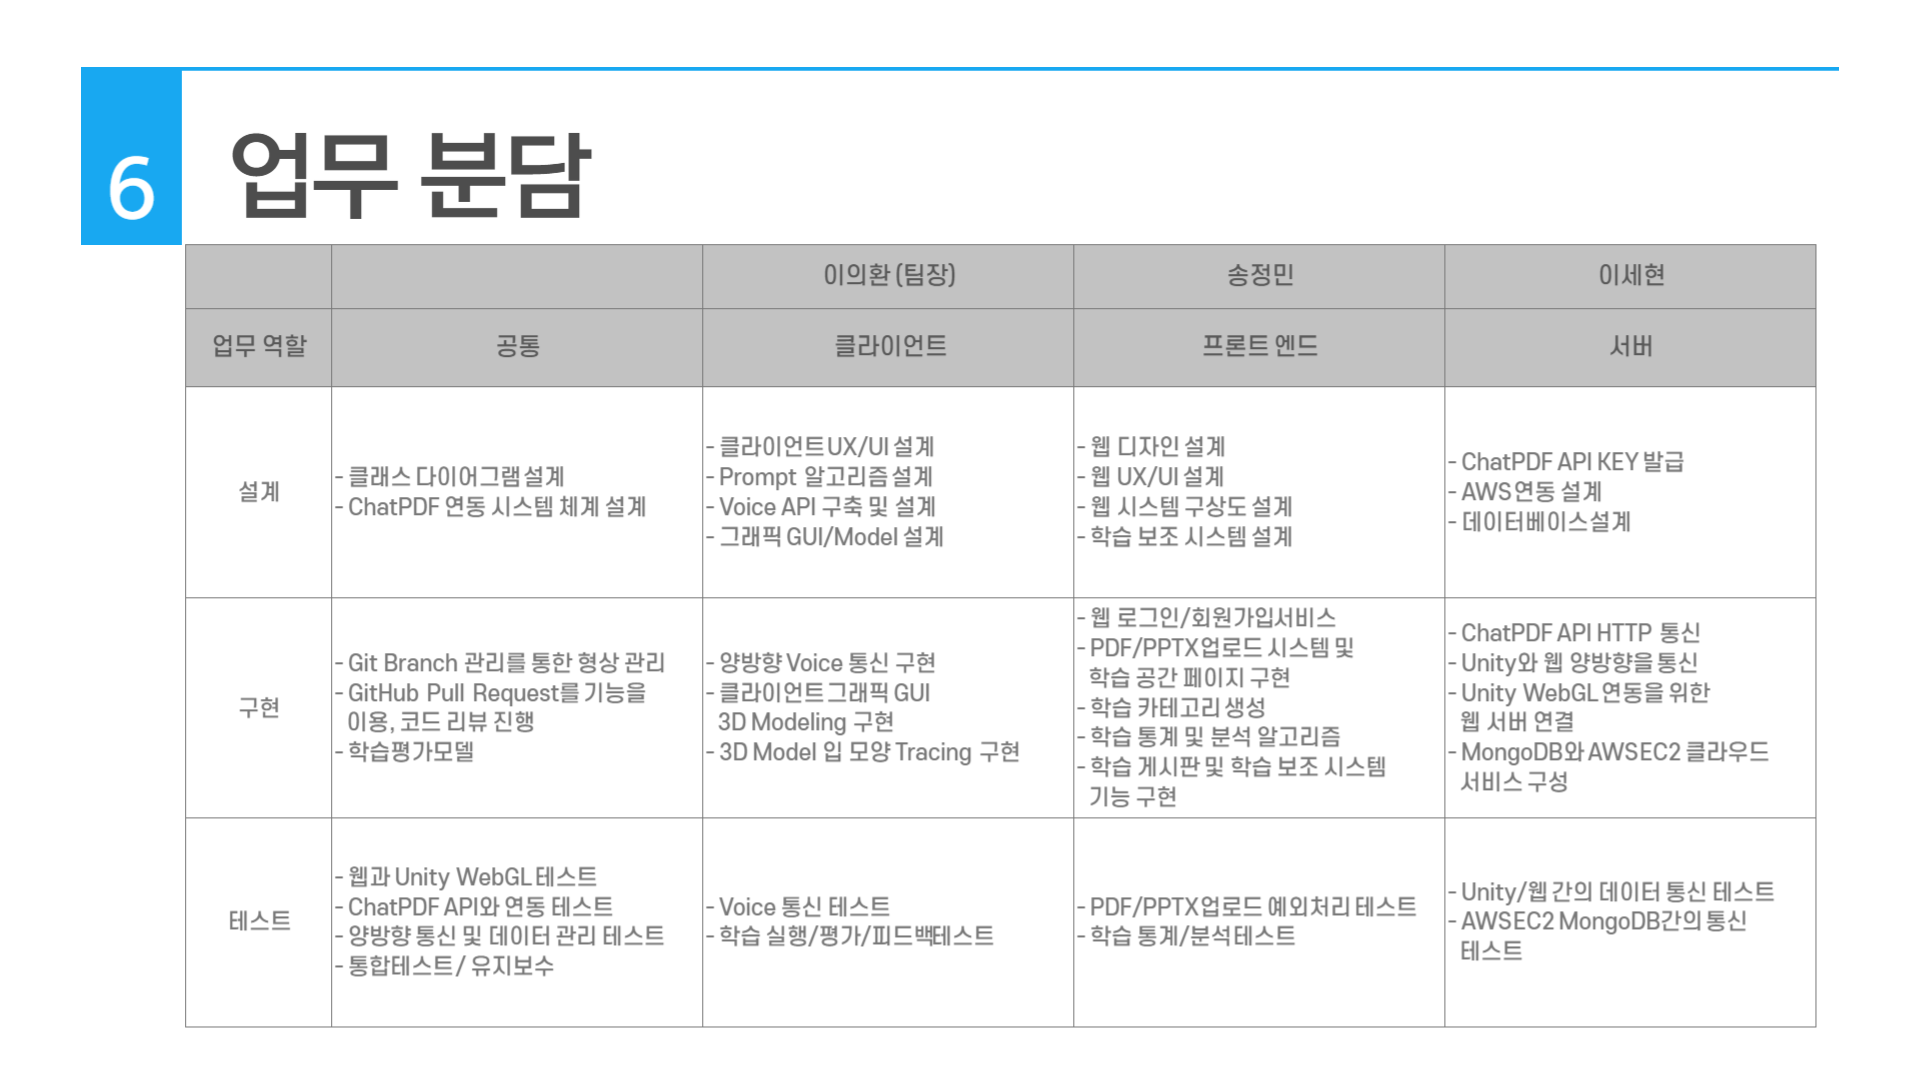 6
업무 분담
이의환 (팀장)
송정민
이세현
업무 역할
공통
클라이언트
프론트 엔드
서버
설계
- 클래스 다이어그램 설계
- ChatPDF 연동 시스템 체계 설계
- 클라이언트 UX/UI 설계
- Prompt 알고리즘 설계
- Voice API 구축 및 설계
- 그래픽 GUI/Model 설계
- 웹 디자인 설계
- 웹 UX/UI 설계
- 웹 시스템 구상도 설계
- 학습 보조 시스템 설계
- ChatPDF API KEY 발급
- AWS 연동 설계
- 데이터베이스 설계
구현
- Git Branch 관리를 통한 형상 관리
- GitHub Pull Request를 기능을
이용, 코드 리뷰 진행
- 학습평가모델
- 양방향 Voice 통신 구현
- 클라이언트 그래픽 GUI
3D Modeling 구현
- 3D Model 입 모양 Tracing 구현
- 웹 로그인/회원가입서비스
- PDF/PPTX업로드 시스템 및
학습 공간 페이지 구현
- 학습 카테고리 생성
- 학습 통계 및 분석 알고리즘
- 학습 게시판 및 학습 보조 시스템
기능 구현
- ChatPDF API HTTP 통신
- Unity와 웹 양방향을 통신
- Unity WebGL 연동을 위한
웹 서버 연결
- MongoDB와 AWSEC2 클라우드
서비스 구성
테스트
- 웹과 Unity WebGL 테스트
- ChatPDF API와 연동 테스트
- 양방향 통신 및 데이터 관리 테스트
- 통합테스트/ 유지보수
- Voice 통신 테스트
- 학습 실행/평가/피드백테스트
- PDF/PPTX업로드 예외처리 테스트
- 학습 통계/분석테스트
- Unity/웹 간의 데이터 통신 테스트
- AWSEC2 MongoDB간의 통신
테스트